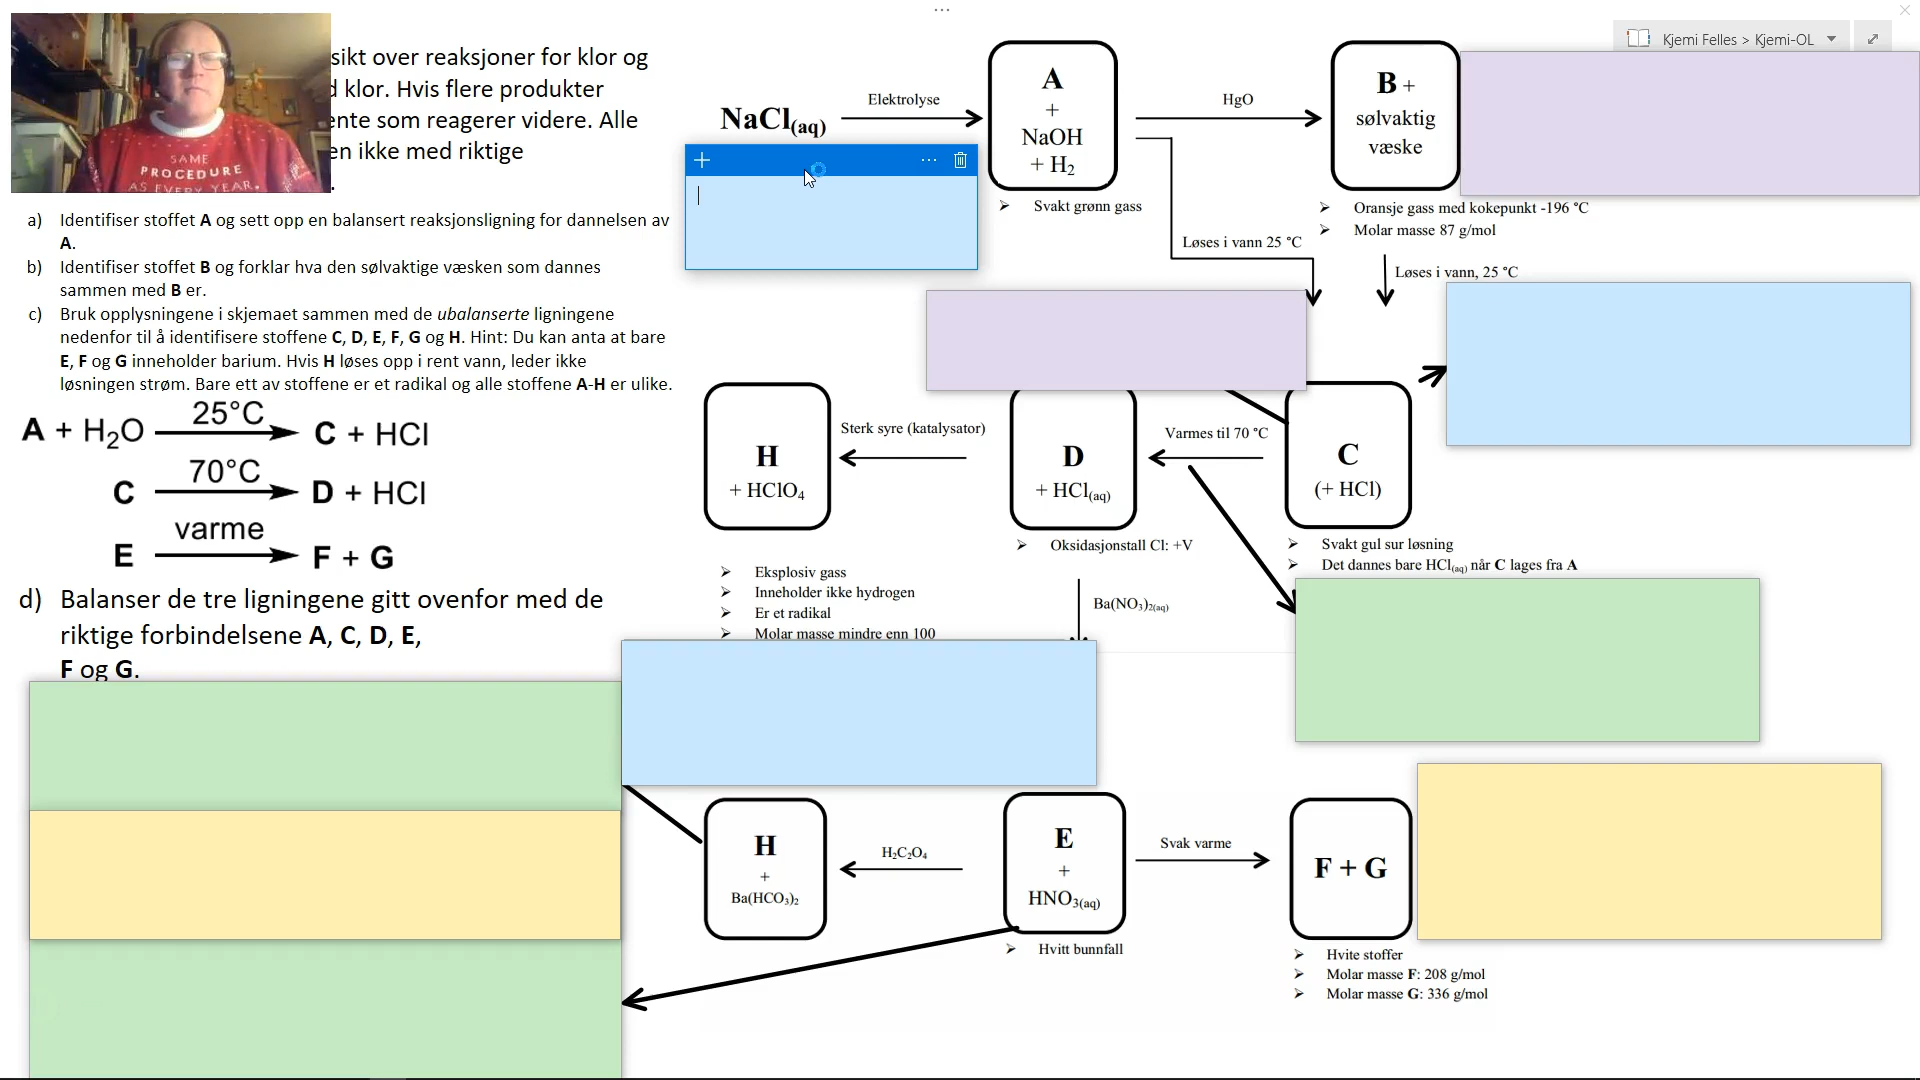 Kjemi Felles > Kjemi-OL
sikt over reaksjoner for klor og
klor. Hvis flere produkter
ente som reagerer videre. Alle
en ikke med riktige
SAME
PROCEDURE
AS EVERY YEAR.
a) Identifiser stoffet A og sett opp en balansert reaksjonsligning for dannelsen av
A.
b) Identifiser stoffet B og forklar hva den sølvaktige væsken som dannes
sammen med B er.
c) Bruk opplysningene i skjemaet sammen med de ubalanserte ligningene
nedenfor til å identifisere stoffene C, D, E, F, G og H. Hint: Du kan anta at bare
E, F og G inneholder barium. Hvis H løses opp i rent vann, leder ikke
løsningen strøm. Bare ett av stoffene er et radikal og alle stoffene A-H er ulike.
25°C
A + H₂O C + HCl
70°C
C D + HCl
varme
E F + G
d) Balanser de tre ligningene gitt ovenfor med de
riktige forbindelsene A, C, D, E,
F og G.
NaCl(aq)
Elektrolyse
A
+
NaOH
+ H₂
➢ Svakt grønn gass
HgO
B +
sølvaktig
væske
➢ Oransje gass med kokepunkt -196 °C
➢ Molar masse 87 g/mol
Løses i vann 25 °C
Løses i vann, 25 °C
H
+ HClO₄
Sterk syre (katalysator)
D
+ HCl(aq)
Varmes til 70 °C
C
(+ HCl)
➢ Oksidasjonstall Cl: +V
➢ Svakt gul sur løsning
➢ Det dannes bare HCl(aq) når C lages fra A
➢ Eksplosiv gass
➢ Inneholder ikke hydrogen
➢ Er et radikal
➢ Molar masse mindre enn 100
Ba(NO₃)₂(aq)
H
+
Ba(HCO₃)₂
H₂C₂O₄
E
+
HNO₃(aq)
Svak varme
F + G
➢ Hvitt bunnfall
➢ Hvite stoffer
➢ Molar masse F: 208 g/mol
➢ Molar masse G: 336 g/mol